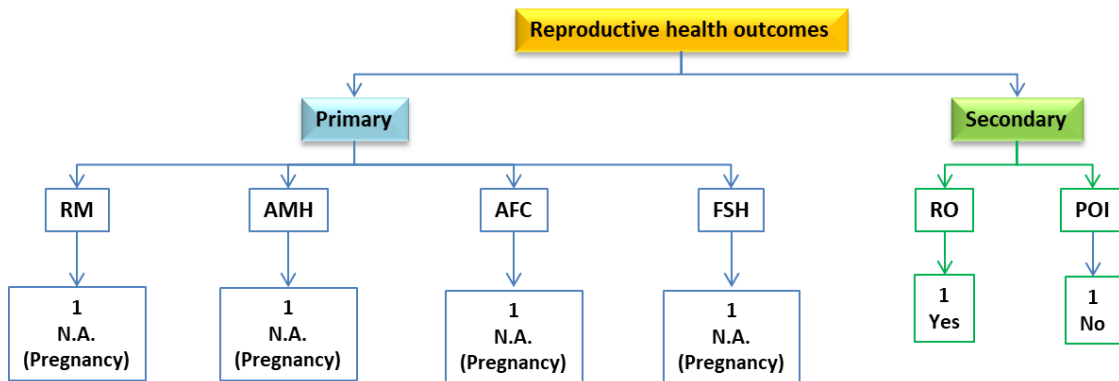 Reproductive health outcomes
Primary
Secondary
RM
AMH
AFC
FSH
RO
POI
1
N.A.
(Pregnancy)
1
N.A.
(Pregnancy)
1
N.A.
(Pregnancy)
1
N.A.
(Pregnancy)
1
Yes
1
No